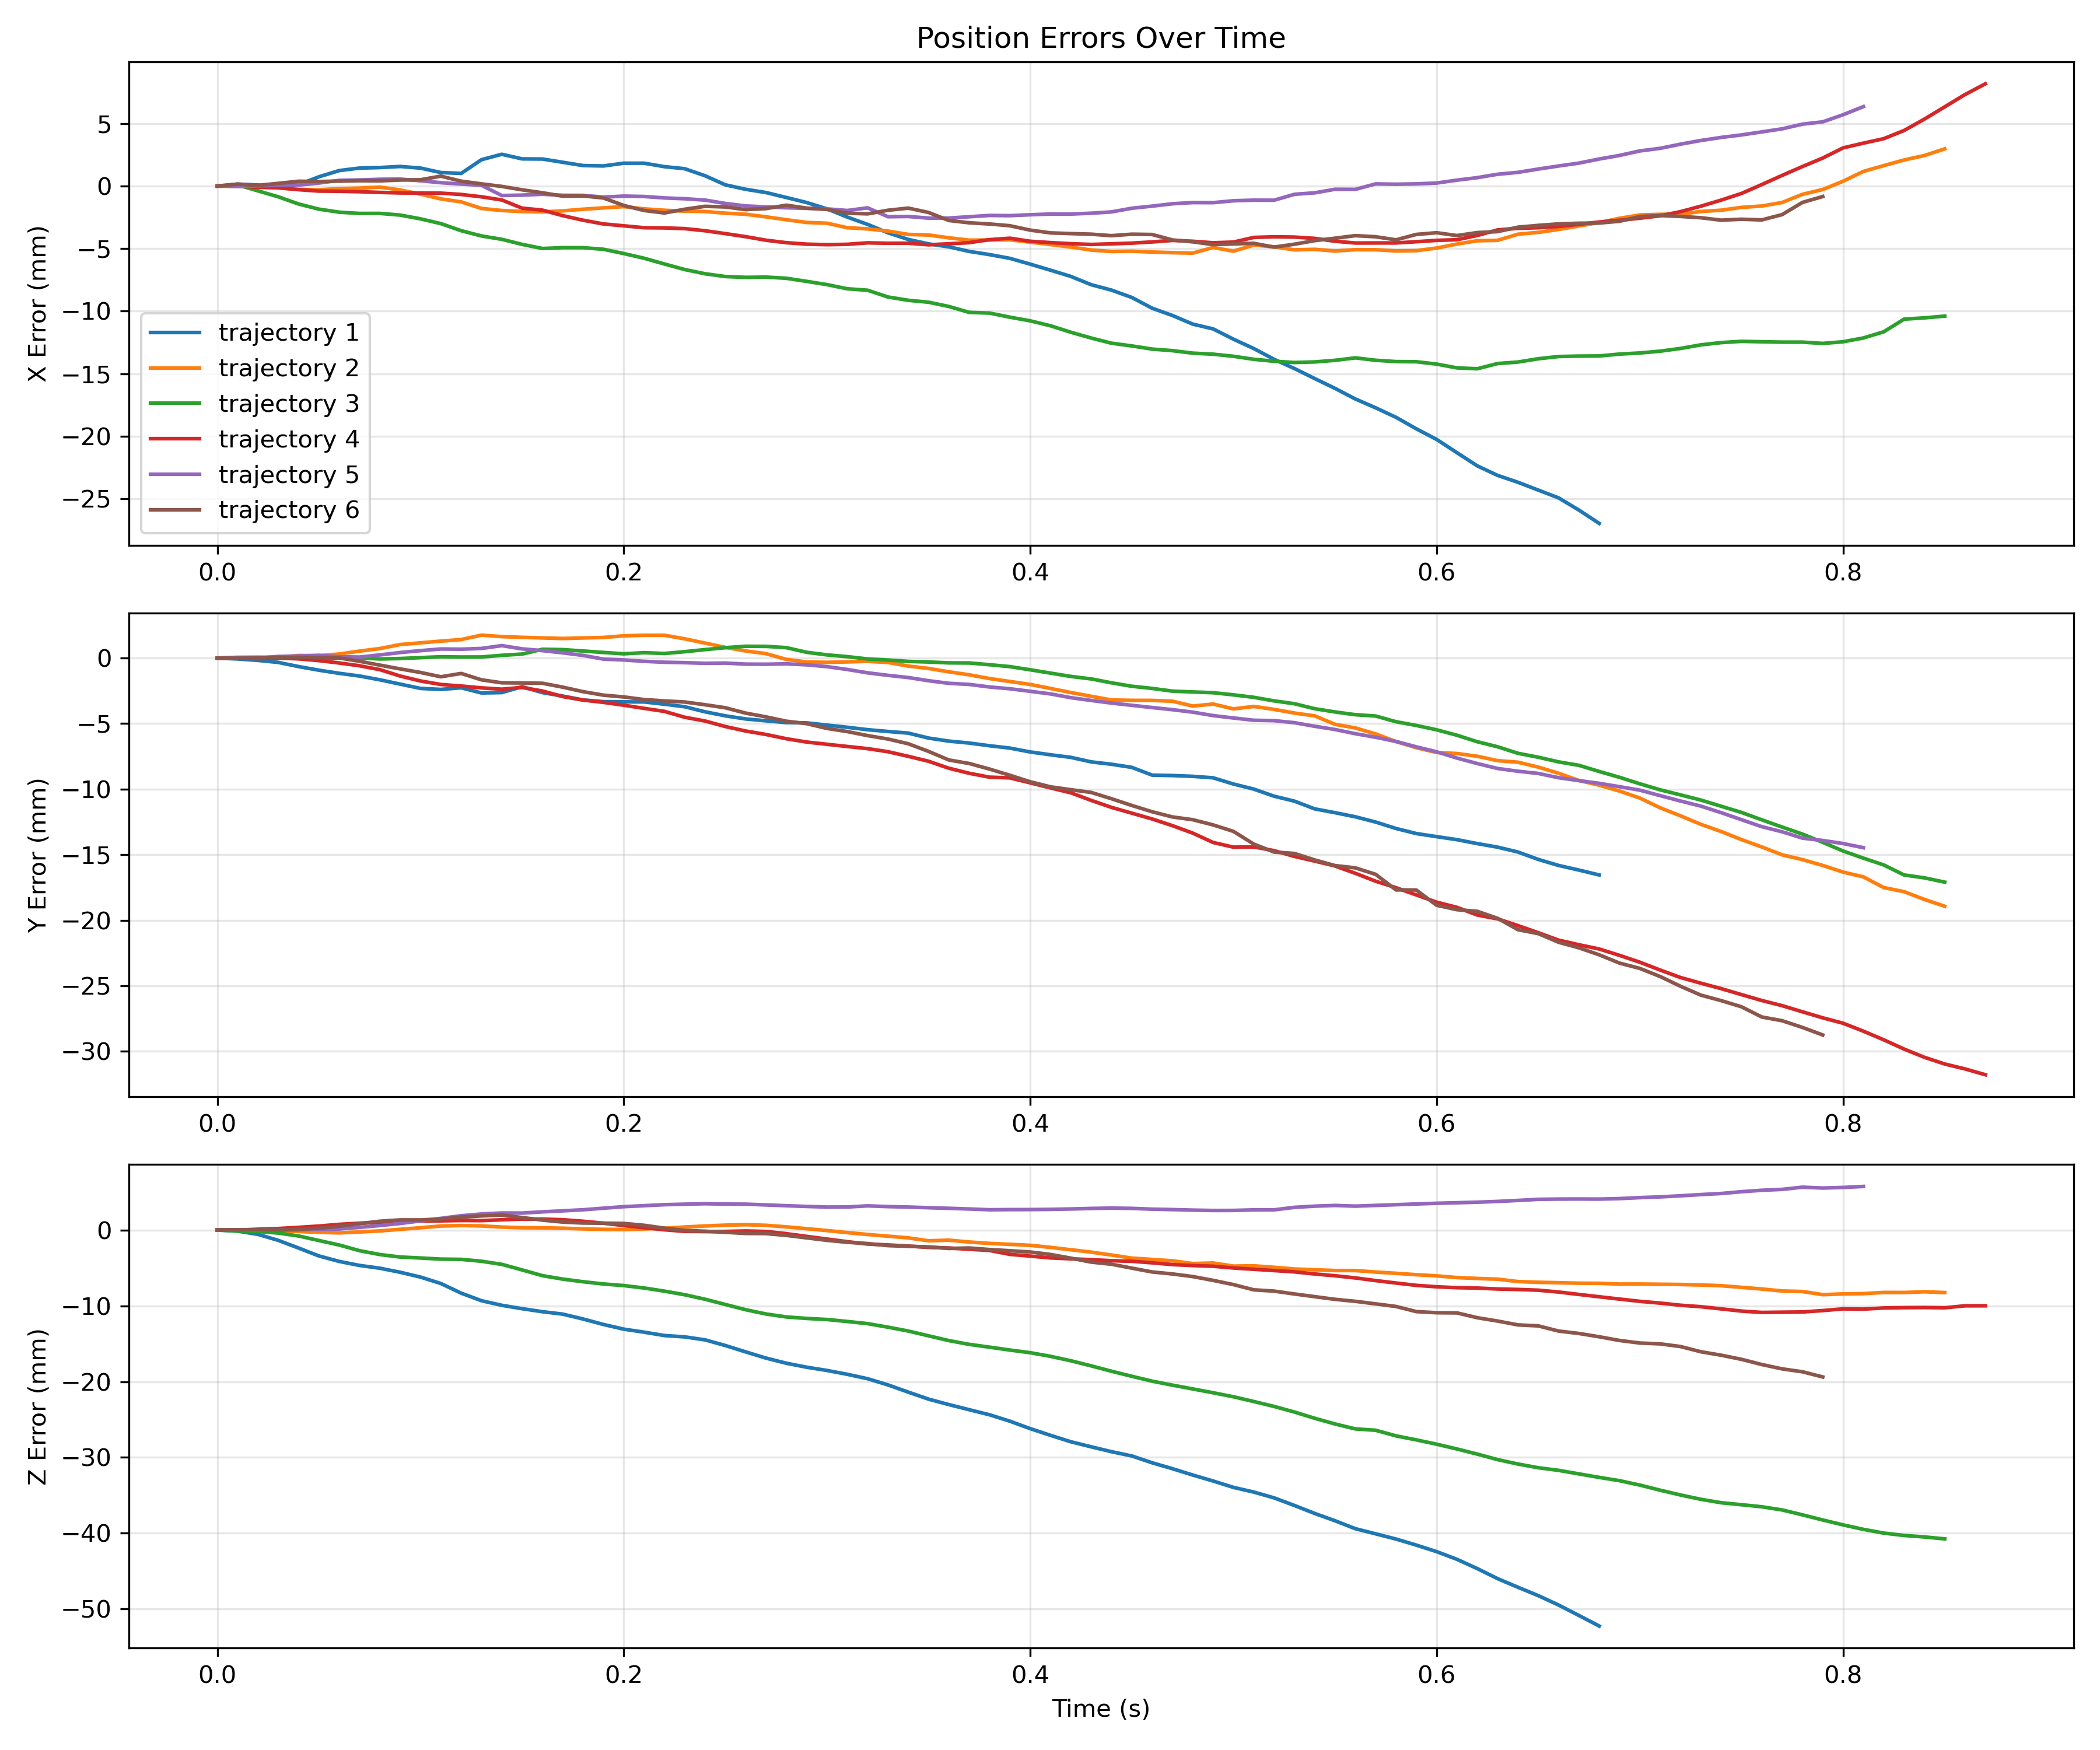 Position Errors Over Time
X Error (mm)
5
0
−5
−10
−15
−20
−25
trajectory 1
trajectory 2
trajectory 3
trajectory 4
trajectory 5
trajectory 6
0.0 0.2 0.4 0.6 0.8
Y Error (mm)
0
−5
−10
−15
−20
−25
−30
0.0 0.2 0.4 0.6 0.8
Z Error (mm)
0
−10
−20
−30
−40
−50
0.0 0.2 0.4 0.6 0.8
Time (s)